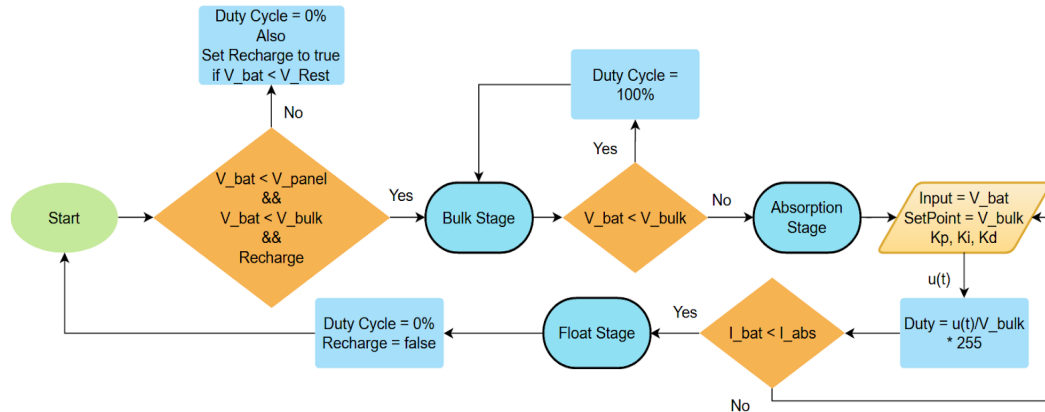 Duty Cycle = 0%
Also
Set Recharge to true
if V_bat < V_Rest
No
Duty Cycle =
100%
Yes
Start
V_bat < V_panel
&&
V_bat < V_bulk
&&
Recharge
Yes
Bulk Stage
V_bat < V_bulk
No
Absorption
Stage
Input = V_bat
SetPoint = V_bulk
Kp, Ki, Kd
u(t)
Duty Cycle = 0%
Recharge = false
Float Stage
Yes
I_bat < I_abs
Duty = u(t)/V_bulk
* 255
No